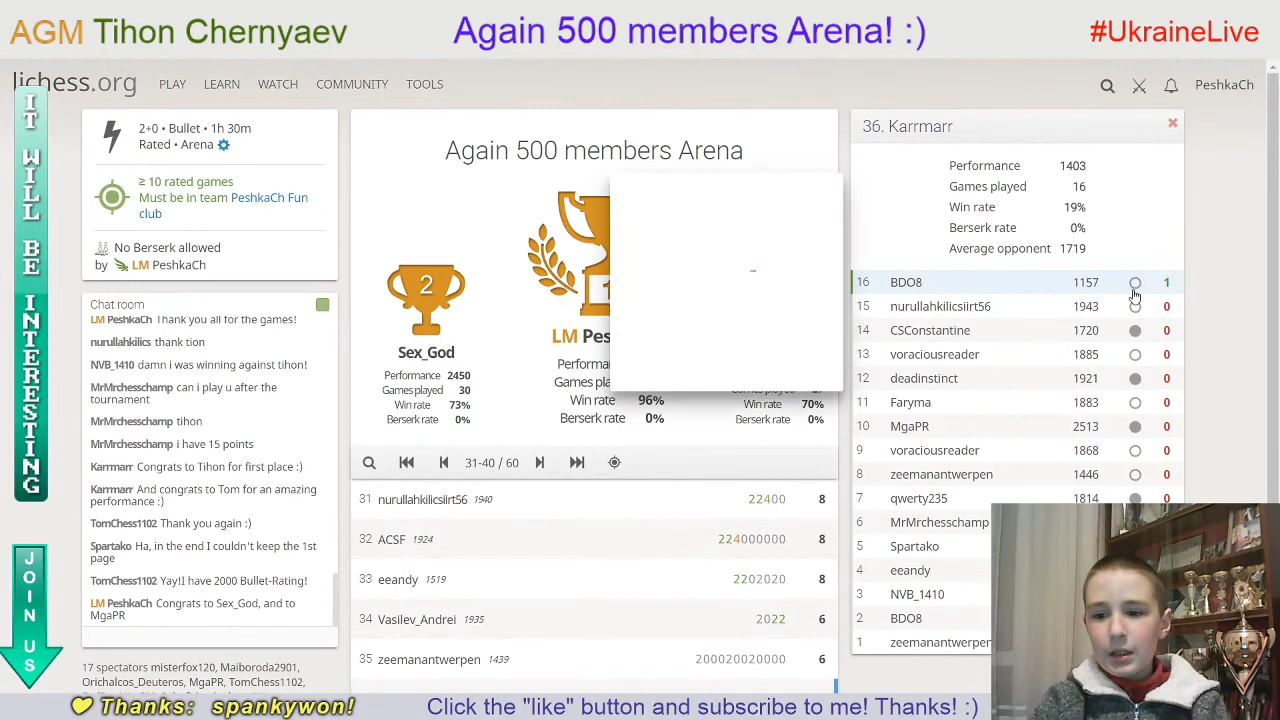 AGM Tihon Chernyaev
Again 500 members Arena! :)
#UkraineLive
lichess.org
PLAY
LEARN
WATCH
COMMUNITY
TOOLS
PeshkaCh
IT WILL BE INTERESTING
JOIN US
2+0 • Bullet • 1h 30m
Rated • Arena
≥ 10 rated games
Must be in team PeshkaCh Fun
club
No Berserk allowed
by LM PeshkaCh
Chat room
LM PeshkaCh Thank you all for the games!
nurullahkilics thank tion
NVB_1410 damn i was winning against tihon!
MrMrchesschamp can i play u after the
tournament
MrMrchesschamp tihon
MrMrchesschamp i have 15 points
Karrmarr Congrats to Tihon for first place :)
Karrmarr And congrats to Tom for an amazing
performance :)
TomChess1102 Thank you again :)
Spartako Ha, in the end I couldn't keep the 1st
page
TomChess1102 Yay!I have 2000 Bullet-Rating!
LM PeshkaCh Congrats to Sex_God, and to
MgaPR
17 spectators misterfox120, Maiboroda2901,
Orichalcos_Deuteros, MgaPR, TomChess1102,
Again 500 members Arena
2
Sex_God
Performance 2450
Games played 30
Win rate 73%
Berserk rate 0%
1
LM Pes
Performa
Games pla
Win rate 96%
Berserk rate 0%
Win rate 70%
Berserk rate 0%
31-40 / 60
31 nurullahkilicsiirt56 1940 22400 8
32 ACSF 1924 224000000 8
33 eeandy 1519 2202020 8
34 Vasilev_Andrei 1935 2022 6
35 zeemanantwerpen 1439 200020020000 6
36. Karrmarr
Performance 1403
Games played 16
Win rate 19%
Berserk rate 0%
Average opponent 1719
16 BDO8 1157 1
15 nurullahkilicsiirt56 1943 0
14 CSConstantine 1720 0
13 voraciousreader 1885 0
12 deadinstinct 1921 0
11 Faryma 1883 0
10 MgaPR 2513 0
9 voraciousreader 1868 0
8 zeemanantwerpen 1446 0
7 qwerty235 1814 0
6 MrMrchesschamp
5 Spartako
4 eeandy
3 NVB_1410
2 BDO8
1 zeemanantwerpen
Thanks: spankywon!
Click the "like" button and subscribe to me! Thanks! :)